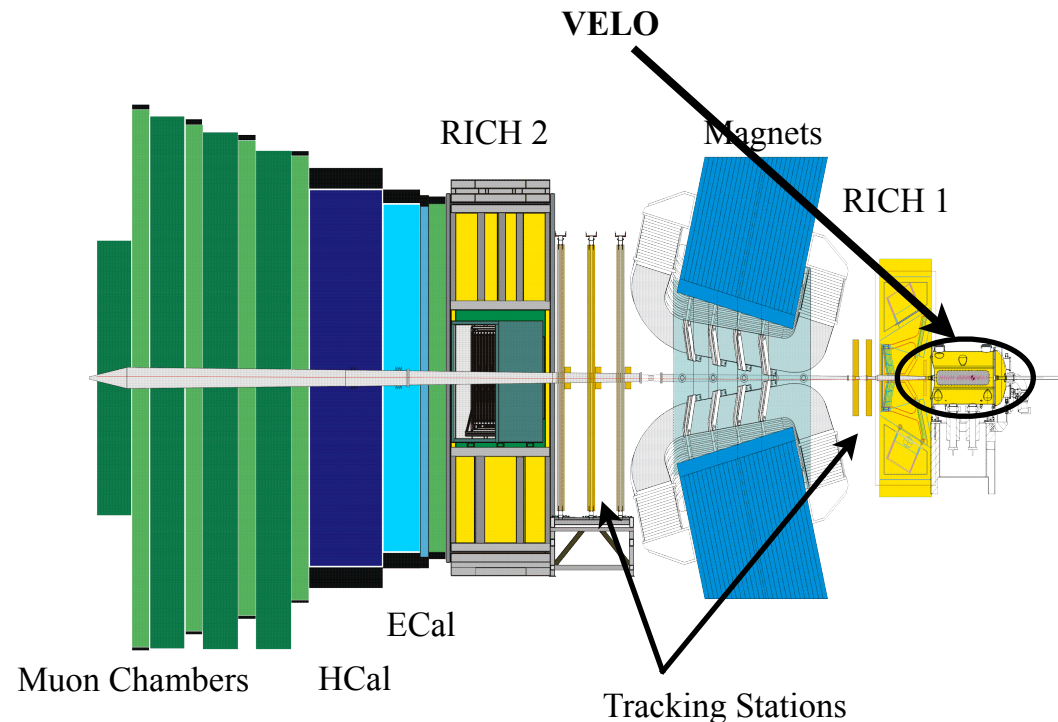 VELO
RICH 2
Magnets
RICH 1
ECal
Muon Chambers
HCal
Tracking Stations